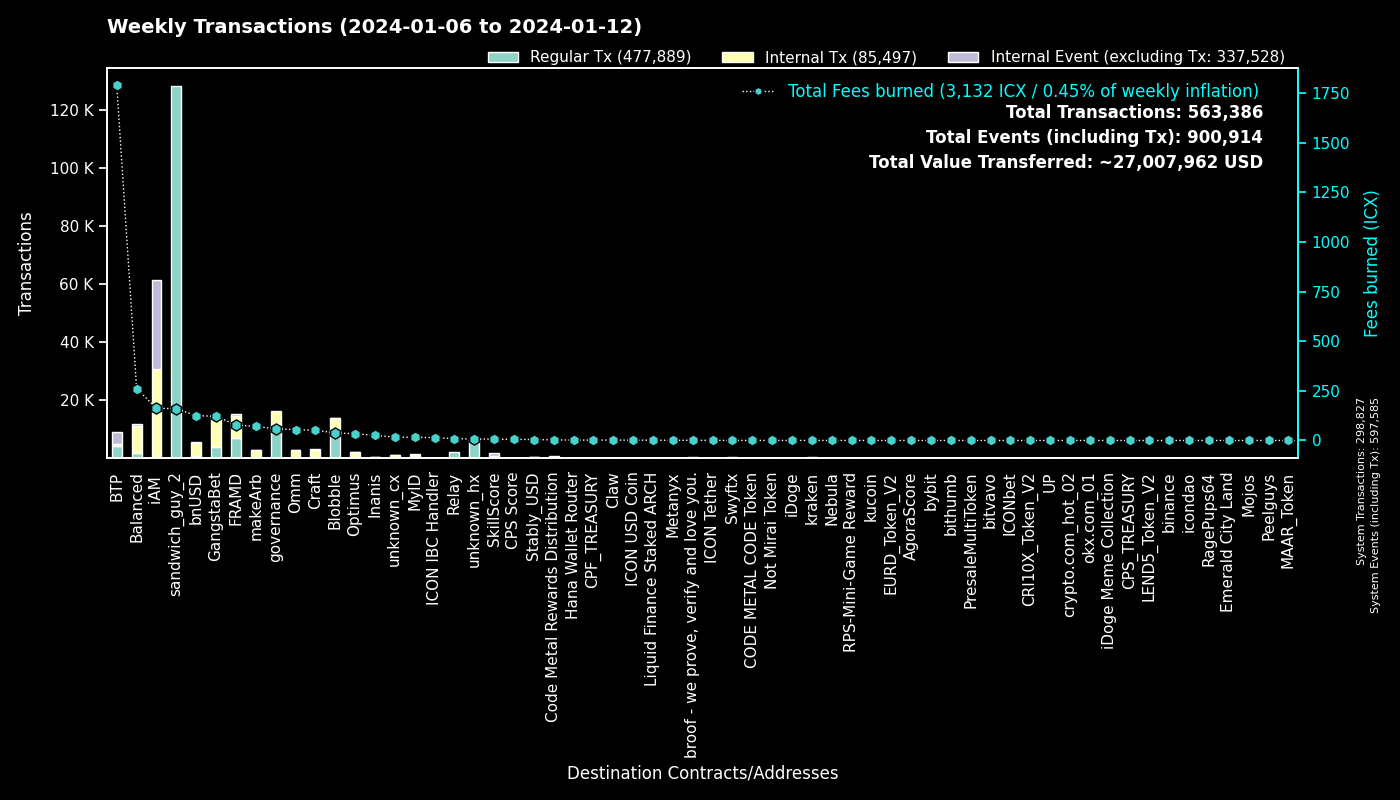 Weekly Transactions (2024-01-06 to 2024-01-12)
Regular Tx (477,889)
Internal Tx (85,497)
Internal Event (excluding Tx: 337,528)
Total Fees burned (3,132 ICX / 0.45% of weekly inflation)
Total Transactions: 563,386
Total Events (including Tx): 900,914
Total Value Transferred: ~27,007,962 USD
Transactions
120 K
100 K
80 K
60 K
40 K
20 K
1750
1500
1250
1000
750
500
250
0
Fees burned (ICX)
System Transactions: 298,827
System Events (including Tx): 597,585
BTP
Balanced
iAM
sandwich_guy_2
bnUSD
GangstaBet
FRAMD
makeArb
governance
Omm
Craft
Blobble
Optimus
Inanis
unknown_cx
MyID
ICON IBC Handler
Relay
unknown_hx
SkillScore
CPS Score
Stably_USD
Code Metal Rewards Distribution
Hana Wallet Router
CPF_TREASURY
Claw
ICON USD Coin
Liquid Finance Staked ARCH
Metanyx
broof - we prove, verify and love you.
ICON Tether
Swyftx
CODE METAL CODE Token
Not Mirai Token
iDoge
kraken
Nebula
RPS-Mini-Game Reward
kucoin
EURD_Token_V2
AgoraScore
bybit
bithumb
PresaleMultiToken
bitvavo
ICONbet
CRI10X_Token_V2
UP
crypto.com_hot_02
okx.com_01
iDoge Meme Collection
CPS_TREASURY
LEND5_Token_V2
binance
icondao
RagePups64
Emerald City Land
Mojos
Peelguys
MAAR_Token
Destination Contracts/Addresses